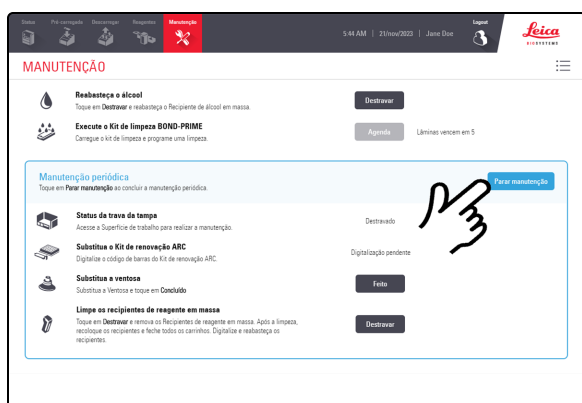 Status Pré-carregado Descarregar Reagentes Manutenção 5:44 AM | 21/nov/2023 | Jane Doe Logout
Leica
BIOSYSTEMS
MANUTENÇÃO
Reabasteça o álcool
Toque em Destravar e reabasteça o Recipiente de álcool em massa.
Destravar
Execute o Kit de limpeza BOND-PRIME
Carregue o kit de limpeza e programe uma limpeza.
Agenda Lâminas vencem em 5
Manutenção periódica
Toque em Parar manutenção ao concluir a manutenção periódica.
Parar manutenção
Status da trava da tampa
Acesse a Superfície de trabalho para realizar a manutenção.
Destravado
Substitua o Kit de renovação ARC
Digitalize o código de barras do Kit de renovação ARC.
Digitalização pendente
Substitua a ventosa
Substitua a Ventosa e toque em Concluído
Feito
Limpe os recipientes de reagente em massa
Toque em Destravar e remova os Recipientes de reagente em massa. Após a limpeza,
recoloque os recipientes e feche todos os carrinhos. Digitalize e reabasteça os
recipientes.
Destravar